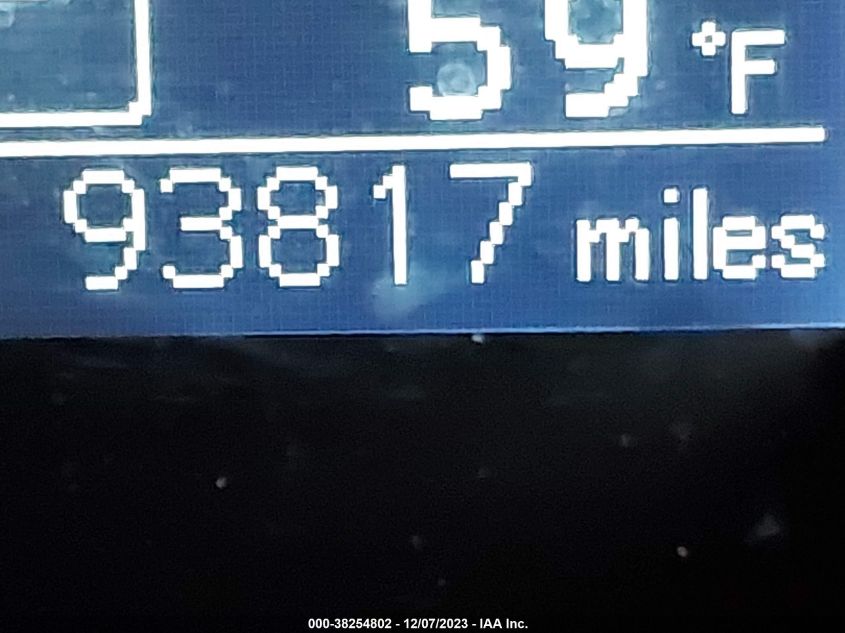 59 °F
93817 miles
000-38254802 - 12/07/2023 - IAA Inc.